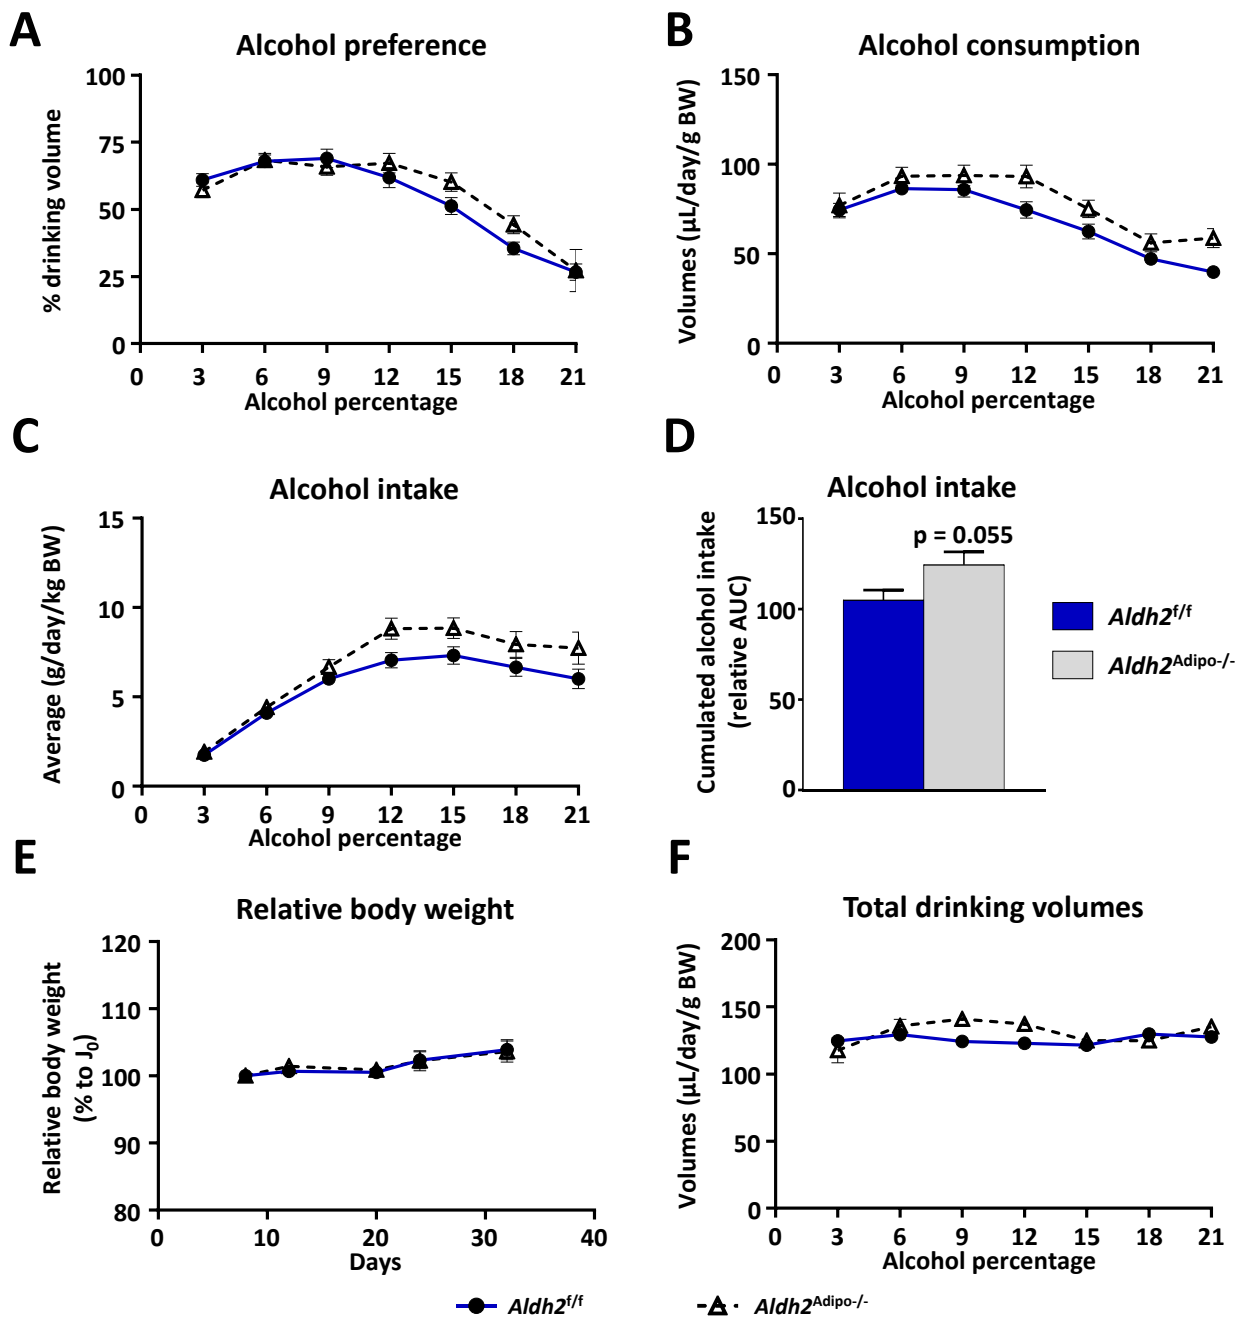 A
Alcohol preference
% drinking volume
100
75
50
25
0
0 3 6 9 12 15 18 21
Alcohol percentage
B
Alcohol consumption
Volumes (µL/day/g BW)
150
100
50
0
0 3 6 9 12 15 18 21
Alcohol percentage
C
Alcohol intake
Average (g/day/kg BW)
15
10
5
0
0 3 6 9 12 15 18 21
Alcohol percentage
D
Alcohol intake
Cumulated alcohol intake
(relative AUC)
150
100
50
0
p = 0.055
Aldh2f/f
Aldh2Adipo-/-
E
Relative body weight
Relative body weight
(% to J0)
120
110
100
90
80
0 10 20 30 40
Days
F
Total drinking volumes
Volumes (µL/day/g BW)
200
150
100
50
0
0 3 6 9 12 15 18 21
Alcohol percentage
Aldh2f/f
Aldh2Adipo-/-